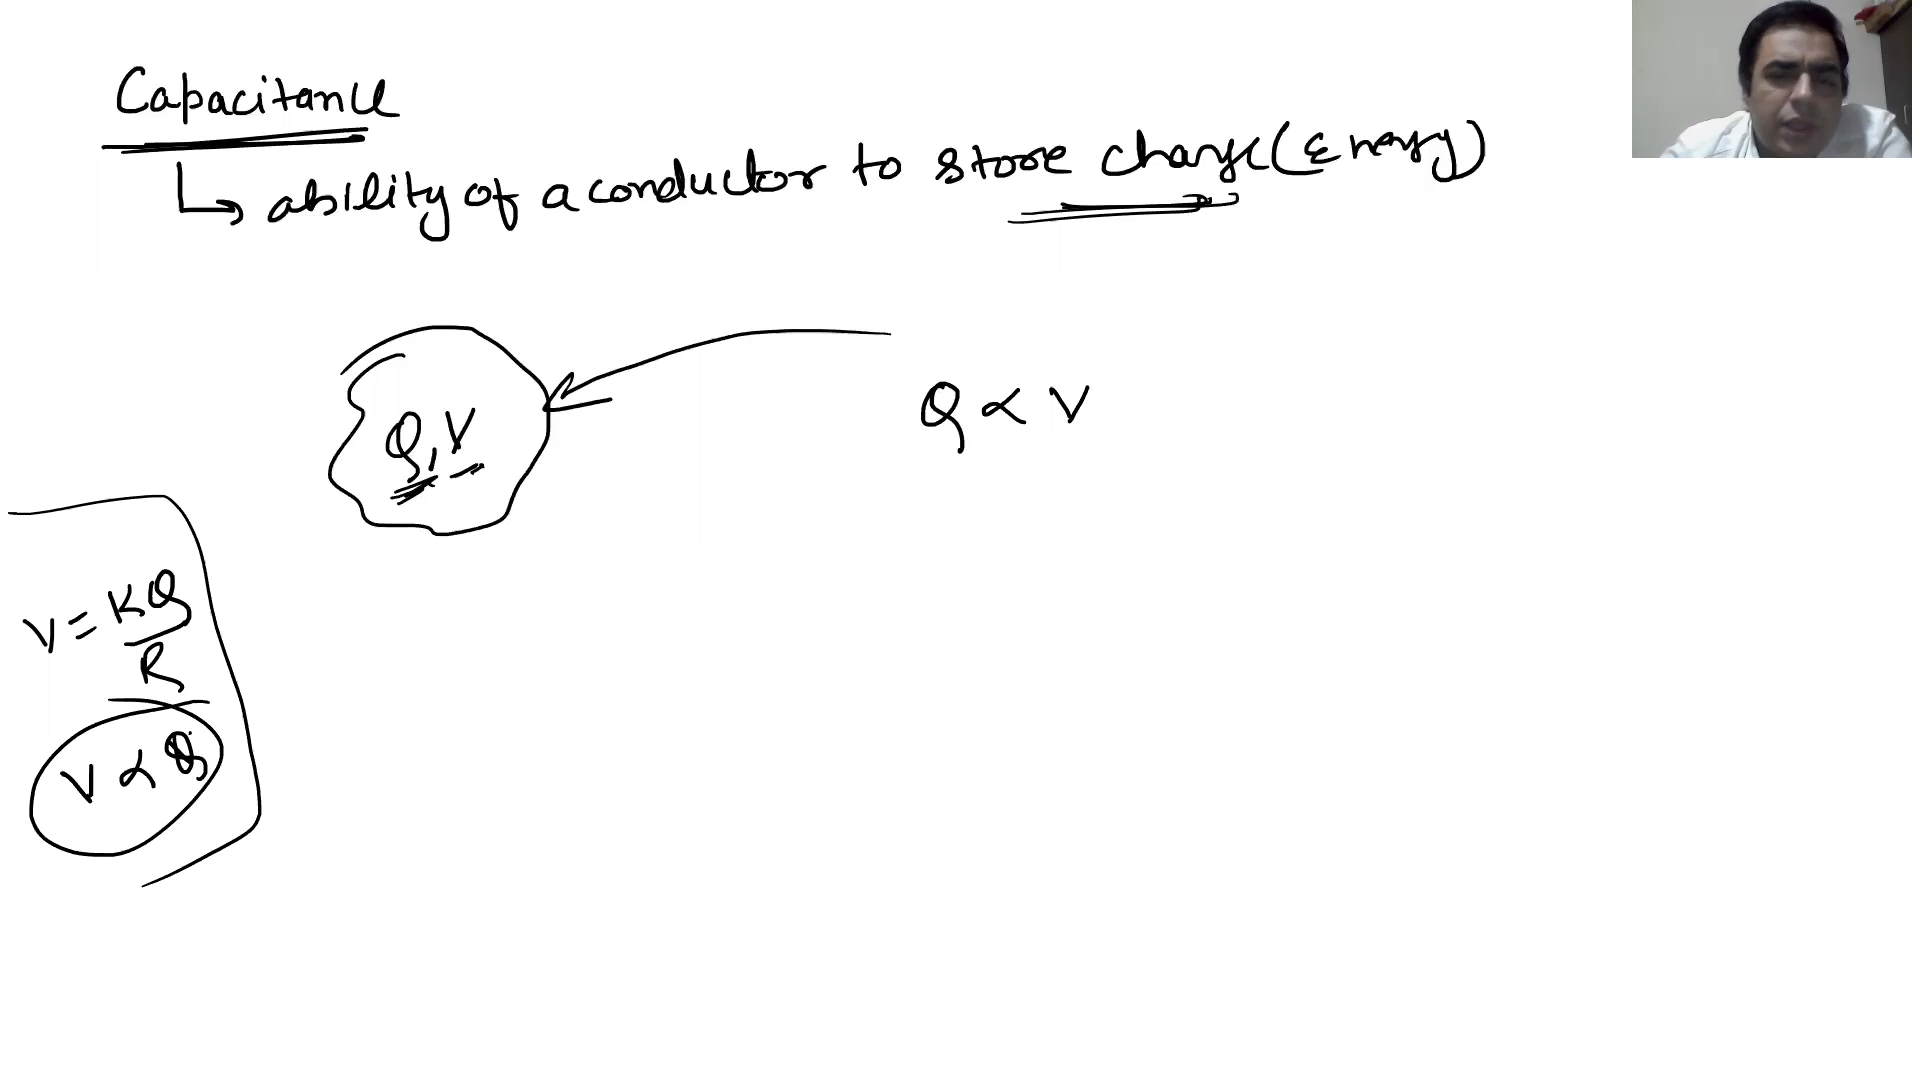 Capacitance
↳ ability of a conductor to store charge (Energy)
Q, V
Q ∝ V
V = KQ
R
V ∝ Q